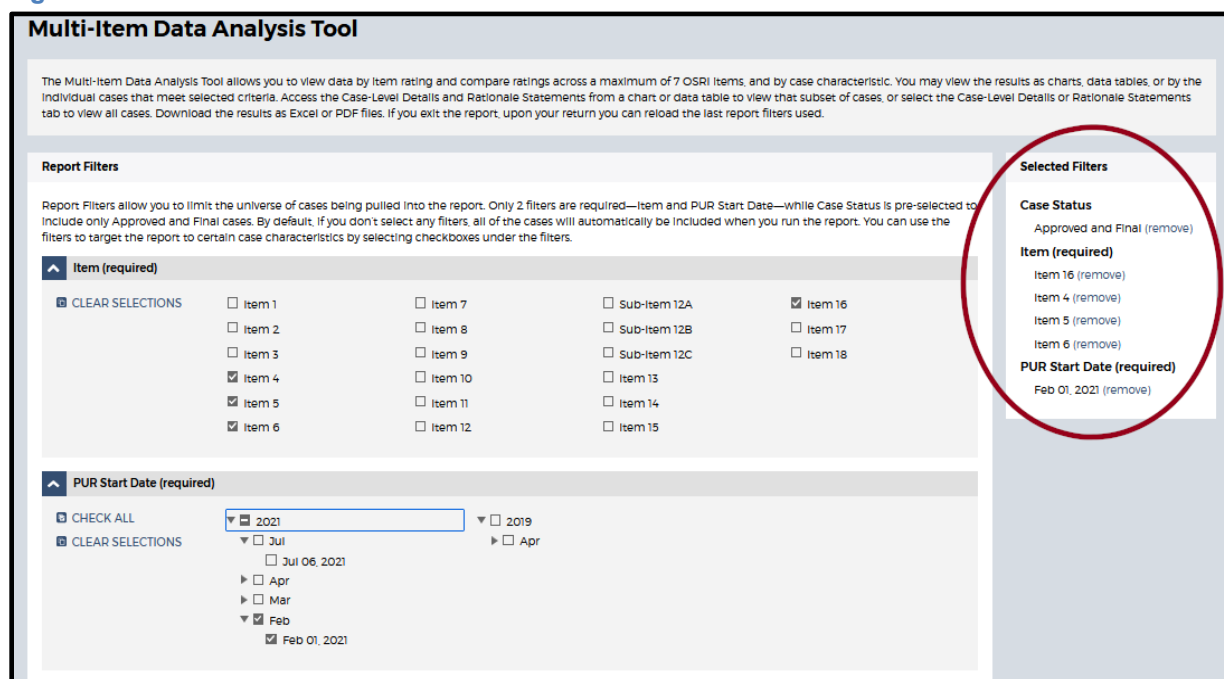 Multi-Item Data Analysis Tool
The Multi-Item Data Analysis Tool allows you to view data by item rating and compare ratings across a maximum of 7 OSRI items, and by case characteristic. You may view the results as charts, data tables, or by the
individual cases that meet selected criteria. Access the Case-Level Details and Rationale Statements from a chart or data table to view that subset of cases, or select the Case-Level Details or Rationale Statements
tab to view all cases. Download the results as Excel or PDF files. If you exit the report, upon your return you can reload the last report filters used.
Report Filters
Report Filters allow you to limit the universe of cases being pulled into the report. Only 2 filters are required—Item and PUR Start Date—while Case Status is pre-selected to
include only Approved and Final cases. By default, if you don't select any filters, all of the cases will automatically be included when you run the report. You can use the
filters to target the report to certain case characteristics by selecting checkboxes under the filters.
Item (required)
CLEAR SELECTIONS Item 1 Item 7 Sub-Item 12A Item 16
Item 2 Item 8 Sub-Item 12B Item 17
Item 3 Item 9 Sub-Item 12C Item 18
Item 4 Item 10 Item 13
Item 5 Item 11 Item 14
Item 6 Item 12 Item 15
PUR Start Date (required)
CHECK ALL 2021 2019
CLEAR SELECTIONS Jul Apr
Jul 06, 2021
Apr
Mar
Feb
Feb 01, 2021
Selected Filters
Case Status
Approved and Final (remove)
Item (required)
Item 16 (remove)
Item 4 (remove)
Item 5 (remove)
Item 6 (remove)
PUR Start Date (required)
Feb 01, 2021 (remove)